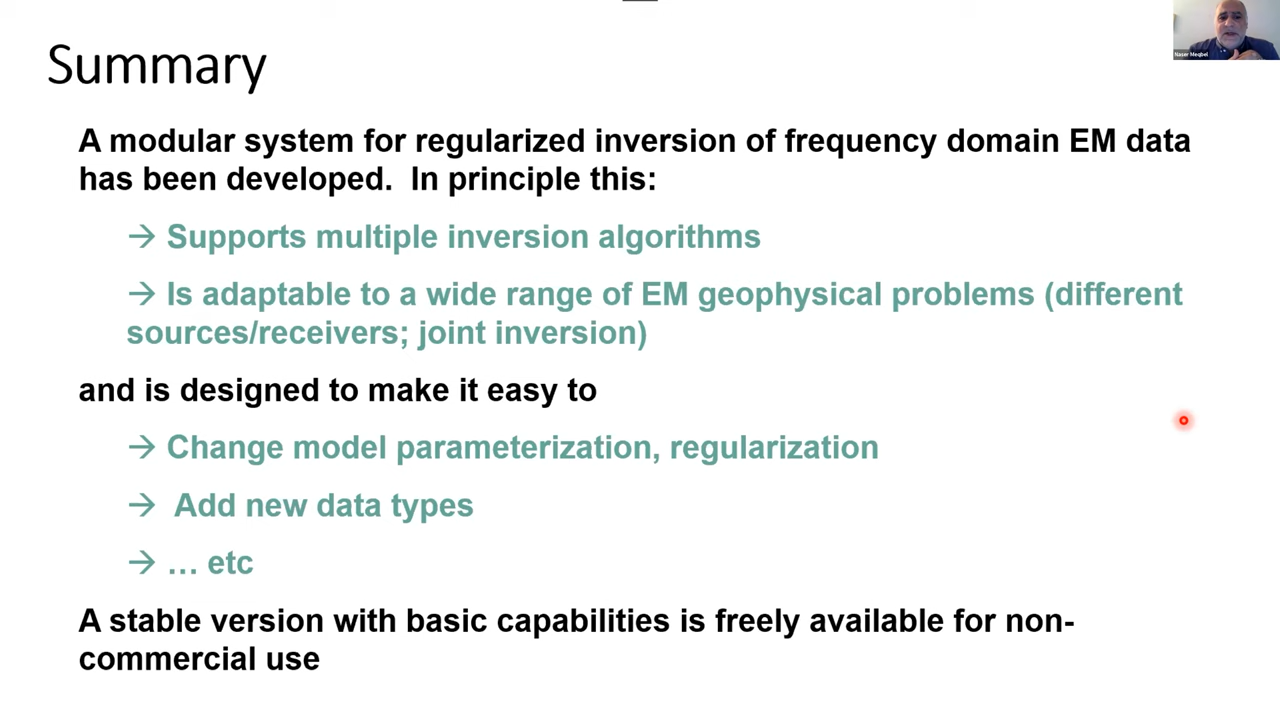 Summary
Naser Meqbel
A modular system for regularized inversion of frequency domain EM data
has been developed.  In principle this:
→ Supports multiple inversion algorithms
→ Is adaptable to a wide range of EM geophysical problems (different
sources/receivers; joint inversion)
and is designed to make it easy to
→ Change model parameterization, regularization
→ Add new data types
→ … etc
A stable version with basic capabilities is freely available for non-
commercial use